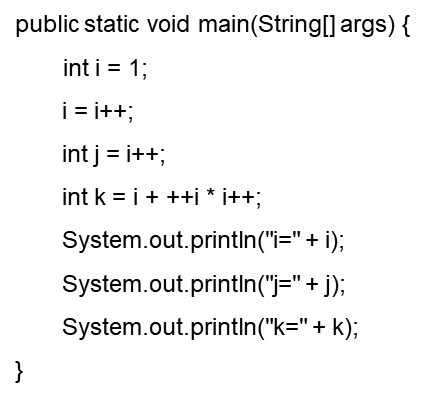 public static void main(String[] args) {
int i = 1;
i = i++;
int j = i++;
int k = i + ++i * i++;
System.out.println("i=" + i);
System.out.println("j=" + j);
System.out.println("k=" + k);
}